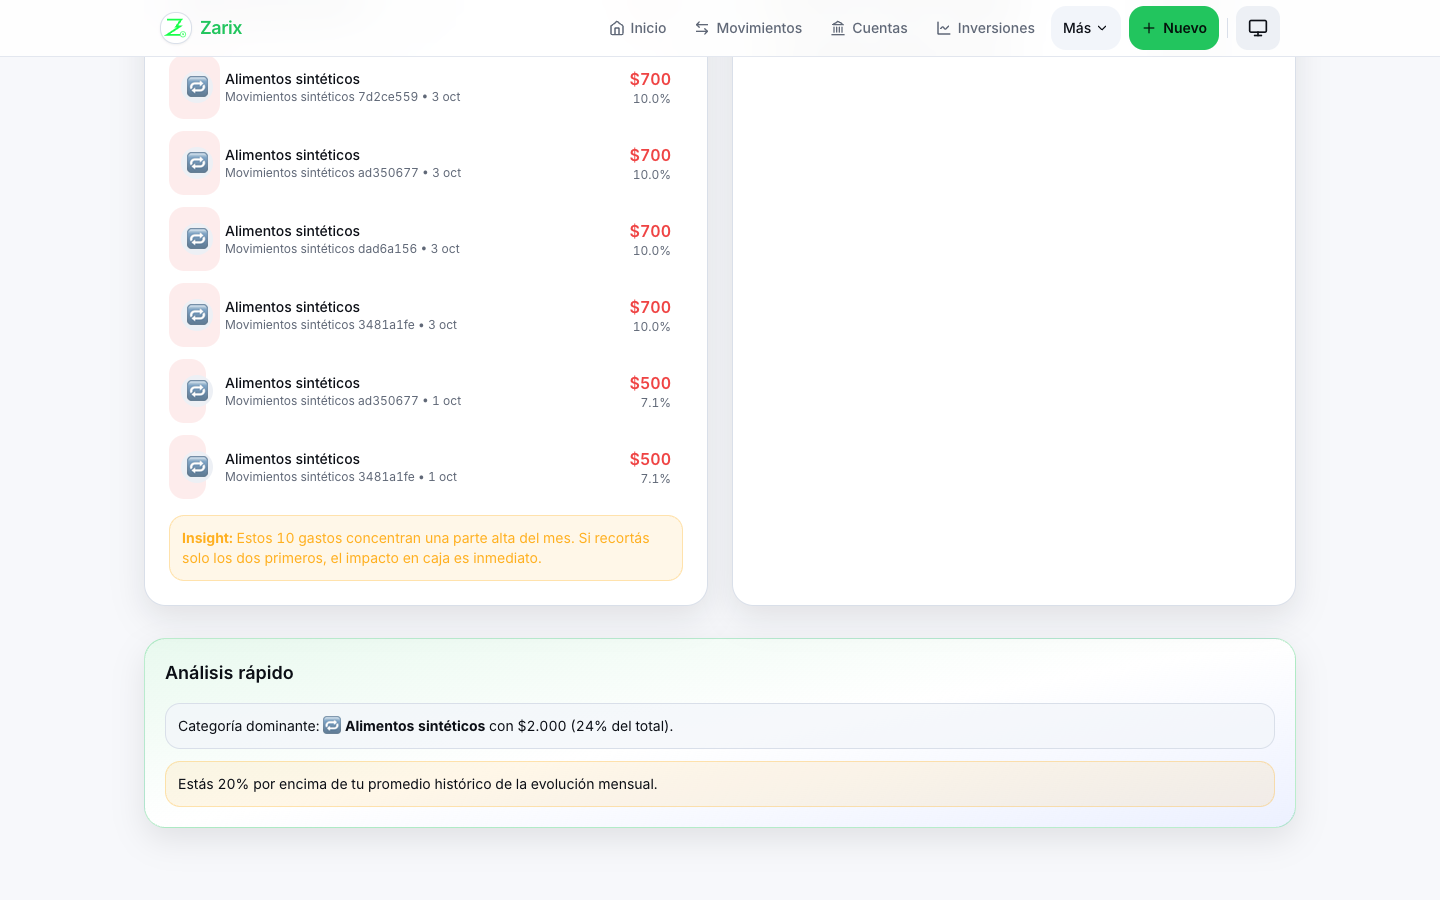 Zarix
Inicio
Movimientos
Cuentas
Inversiones
Más
Nuevo
Alimentos sintéticos
Movimientos sintéticos 7d2ce559 • 3 oct
$700
10.0%
Alimentos sintéticos
Movimientos sintéticos ad350677 • 3 oct
$700
10.0%
Alimentos sintéticos
Movimientos sintéticos dad6a156 • 3 oct
$700
10.0%
Alimentos sintéticos
Movimientos sintéticos 3481a1fe • 3 oct
$700
10.0%
Alimentos sintéticos
Movimientos sintéticos ad350677 • 1 oct
$500
7.1%
Alimentos sintéticos
Movimientos sintéticos 3481a1fe • 1 oct
$500
7.1%
Insight: Estos 10 gastos concentran una parte alta del mes. Si recortás
solo los dos primeros, el impacto en caja es inmediato.
Análisis rápido
Categoría dominante: 🔁 Alimentos sintéticos con $2.000 (24% del total).
Estás 20% por encima de tu promedio histórico de la evolución mensual.